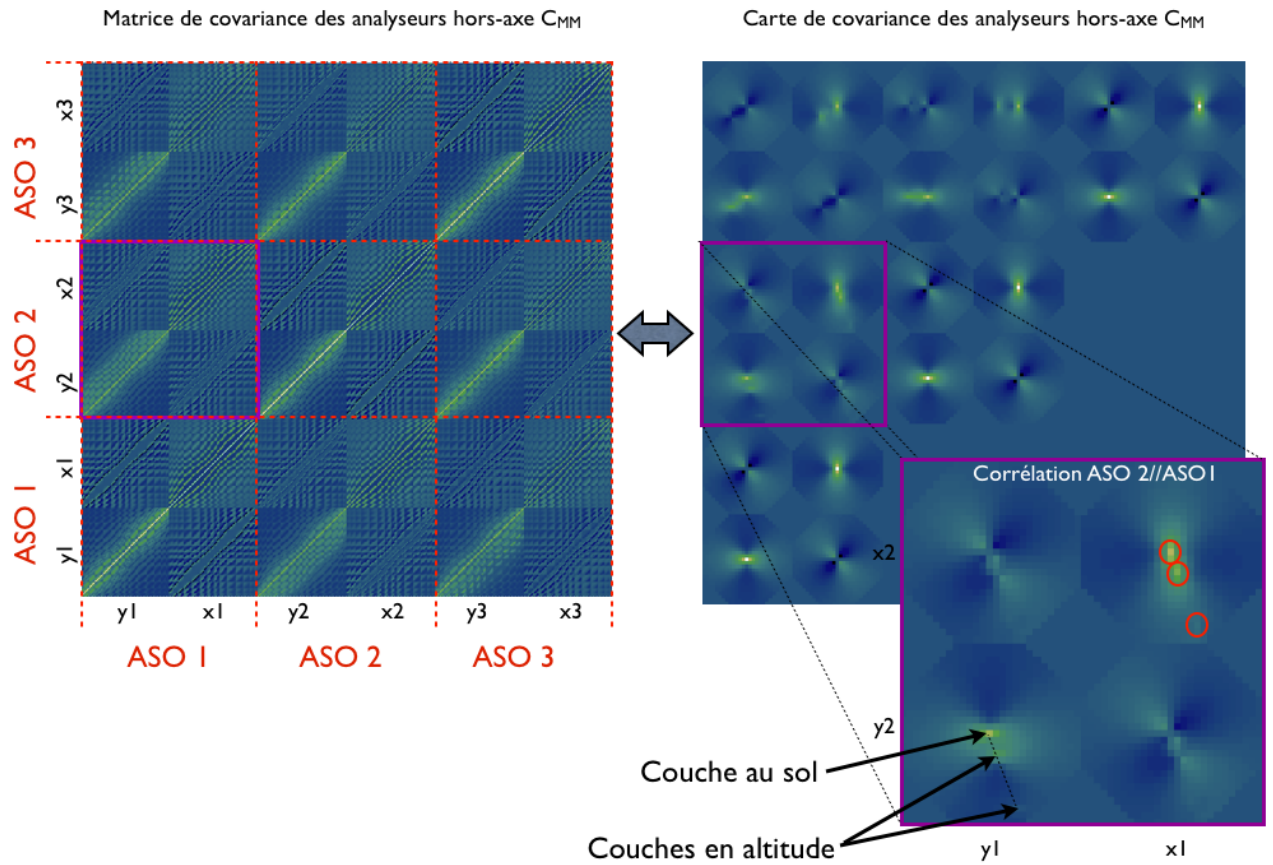 Matrice de covariance des analyseurs hors-axe CMM
Carte de covariance des analyseurs hors-axe CMM
ASO 3
x3
y3
ASO 2
x2
y2
ASO 1
x1
y1
y1
x1
y2
x2
y3
x3
ASO 1
ASO 2
ASO 3
Corrélation ASO 2//ASO1
x2
y2
Couche au sol
Couches en altitude
y1
x1